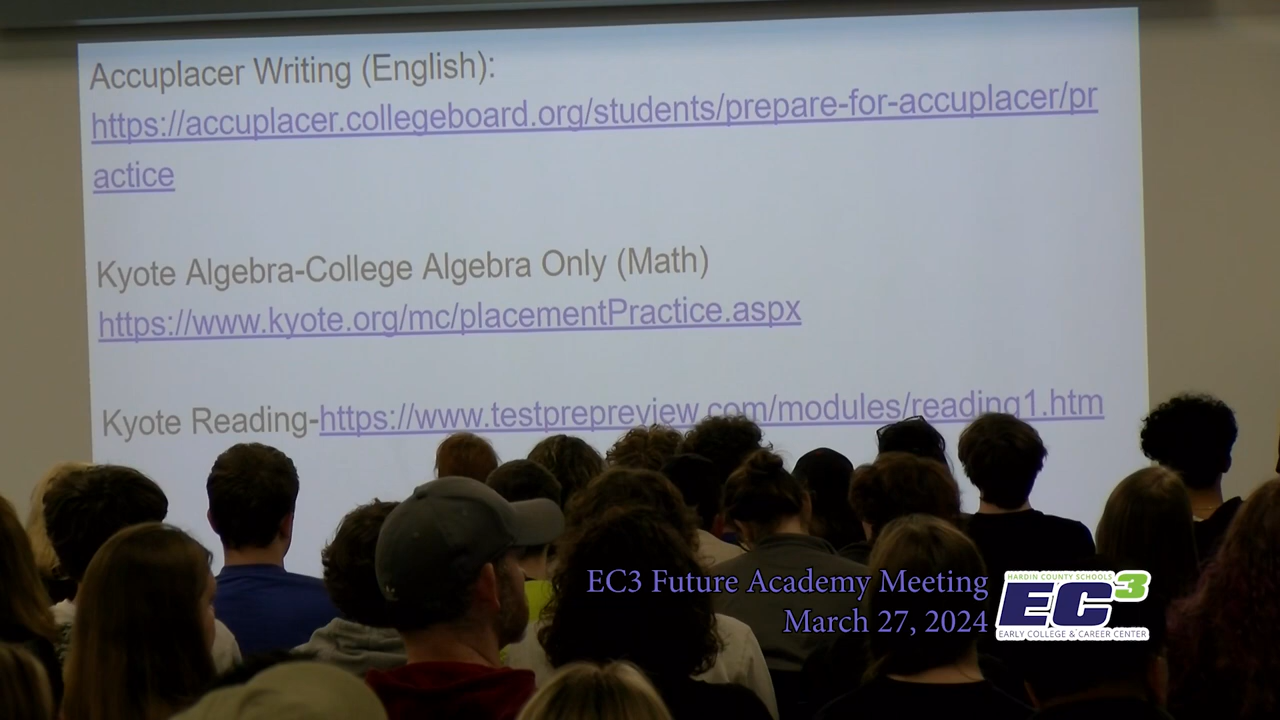 Accuplacer Writing (English):
https://accuplacer.collegeboard.org/students/prepare-for-accuplacer/pr
actice
Kyote Algebra-College Algebra Only (Math)
https://www.kyote.org/mc/placementPractice.aspx
Kyote Reading-https://www.testprepreview.com/modules/reading1.htm
EC3 Future Academy Meeting
March 27, 2024
HARDIN COUNTY SCHOOLS
EC3
EARLY COLLEGE & CAREER CENTER